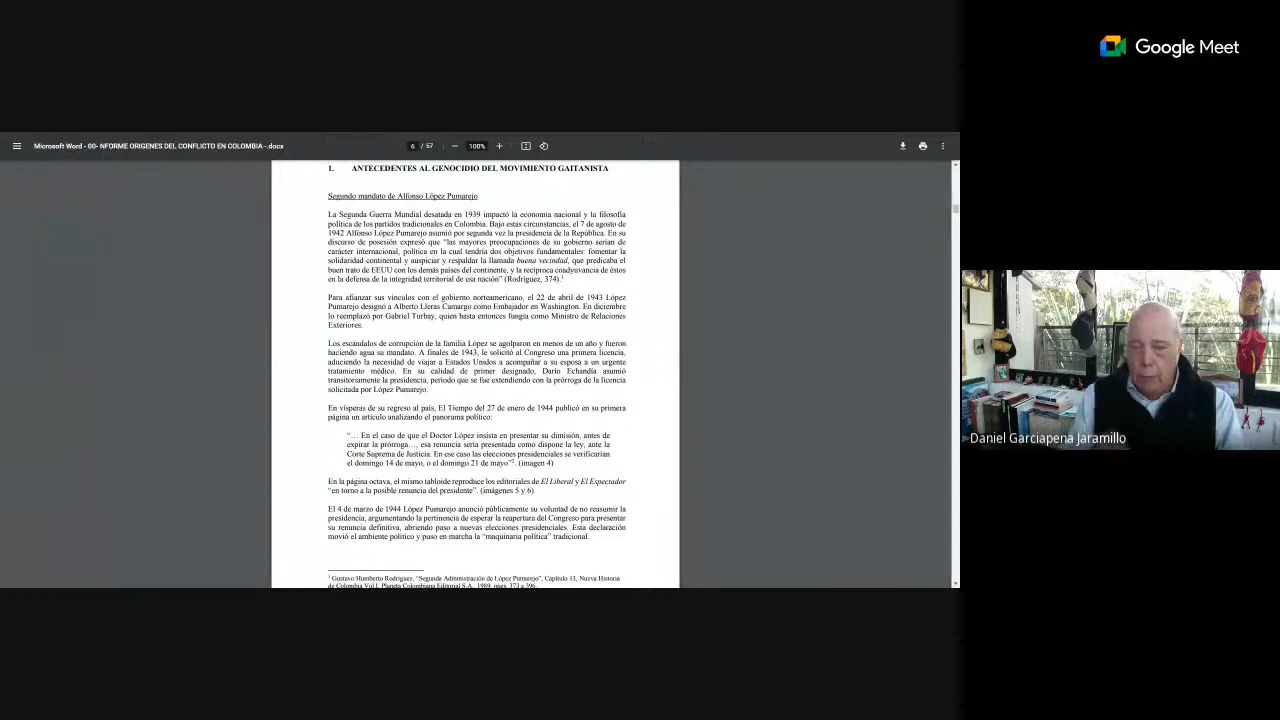 Google Meet
Microsoft Word - 00- NFORME ORIGENES DEL CONFLICTO EN COLOMBIA -.docx
6 / 57
100%
1. ANTECEDENTES AL GENOCIDIO DEL MOVIMIENTO GAITANISTA
Segundo mandato de Alfonso López Pumarejo
La Segunda Guerra Mundial desatada en 1939 impactó la economía nacional y la filosofía
política de los partidos tradicionales en Colombia. Bajo estas circunstancias, el 7 de agosto de
1942 Alfonso López Pumarejo asumió por segunda vez la presidencia de la República. En su
discurso de posesión expresó que “las mayores preocupaciones de su gobierno serían de
carácter internacional, política en la cual tendría dos objetivos fundamentales: fomentar la
solidaridad continental y auspiciar y respaldar la llamada buena vecindad, que predicaba el
buen trato de EEUU con los demás países del continente, y la recíproca coadyuvancia de éstos
en la defensa de la integridad territorial de esa nación” (Rodríguez, 374).1
Para afianzar sus vínculos con el gobierno norteamericano, el 22 de abril de 1943 López
Pumarejo designó a Alberto Lleras Camargo como Embajador en Washington. En diciembre
lo reemplazó por Gabriel Turbay, quien hasta entonces fungía como Ministro de Relaciones
Exteriores.
Los escándalos de corrupción de la familia López se agolparon en menos de un año y fueron
haciendo agua su mandato. A finales de 1943, le solicitó al Congreso una primera licencia,
aduciendo la necesidad de viajar a Estados Unidos a acompañar a su esposa a un urgente
tratamiento médico. En su calidad de primer designado, Darío Echandía asumió
transitoriamente la presidencia, período que se fue extendiendo con la prórroga de la licencia
solicitada por López Pumarejo.
En vísperas de su regreso al país, El Tiempo del 27 de enero de 1944 publicó en su primera
página un artículo analizando el panorama político:
“… En el caso de que el Doctor López insista en presentar su dimisión, antes de
expirar la prórroga…, esa renuncia sería presentada como dispone la ley, ante la
Corte Suprema de Justicia. En ese caso las elecciones presidenciales se verificarían
el domingo 14 de mayo, o el domingo 21 de mayo”2. (imagen 4)
En la página octava, el mismo tabloide reproduce los editoriales de El Liberal y El Espectador
“en torno a la posible renuncia del presidente”. (imágenes 5 y 6)
El 4 de marzo de 1944 López Pumarejo anunció públicamente su voluntad de no reasumir la
presidencia, argumentando la pertinencia de esperar la reapertura del Congreso para presentar
su renuncia definitiva, abriendo paso a nuevas elecciones presidenciales. Esta declaración
movió el ambiente político y puso en marcha la “maquinaria política” tradicional.
1 Gustavo Humberto Rodríguez, “Segunda Administración de López Pumarejo”, Capítulo 13, Nueva Historia
de Colombia Vol.I, Planeta Colombiana Editorial S.A., 1989, págs. 373 a 396.
Daniel Garciapena Jaramillo